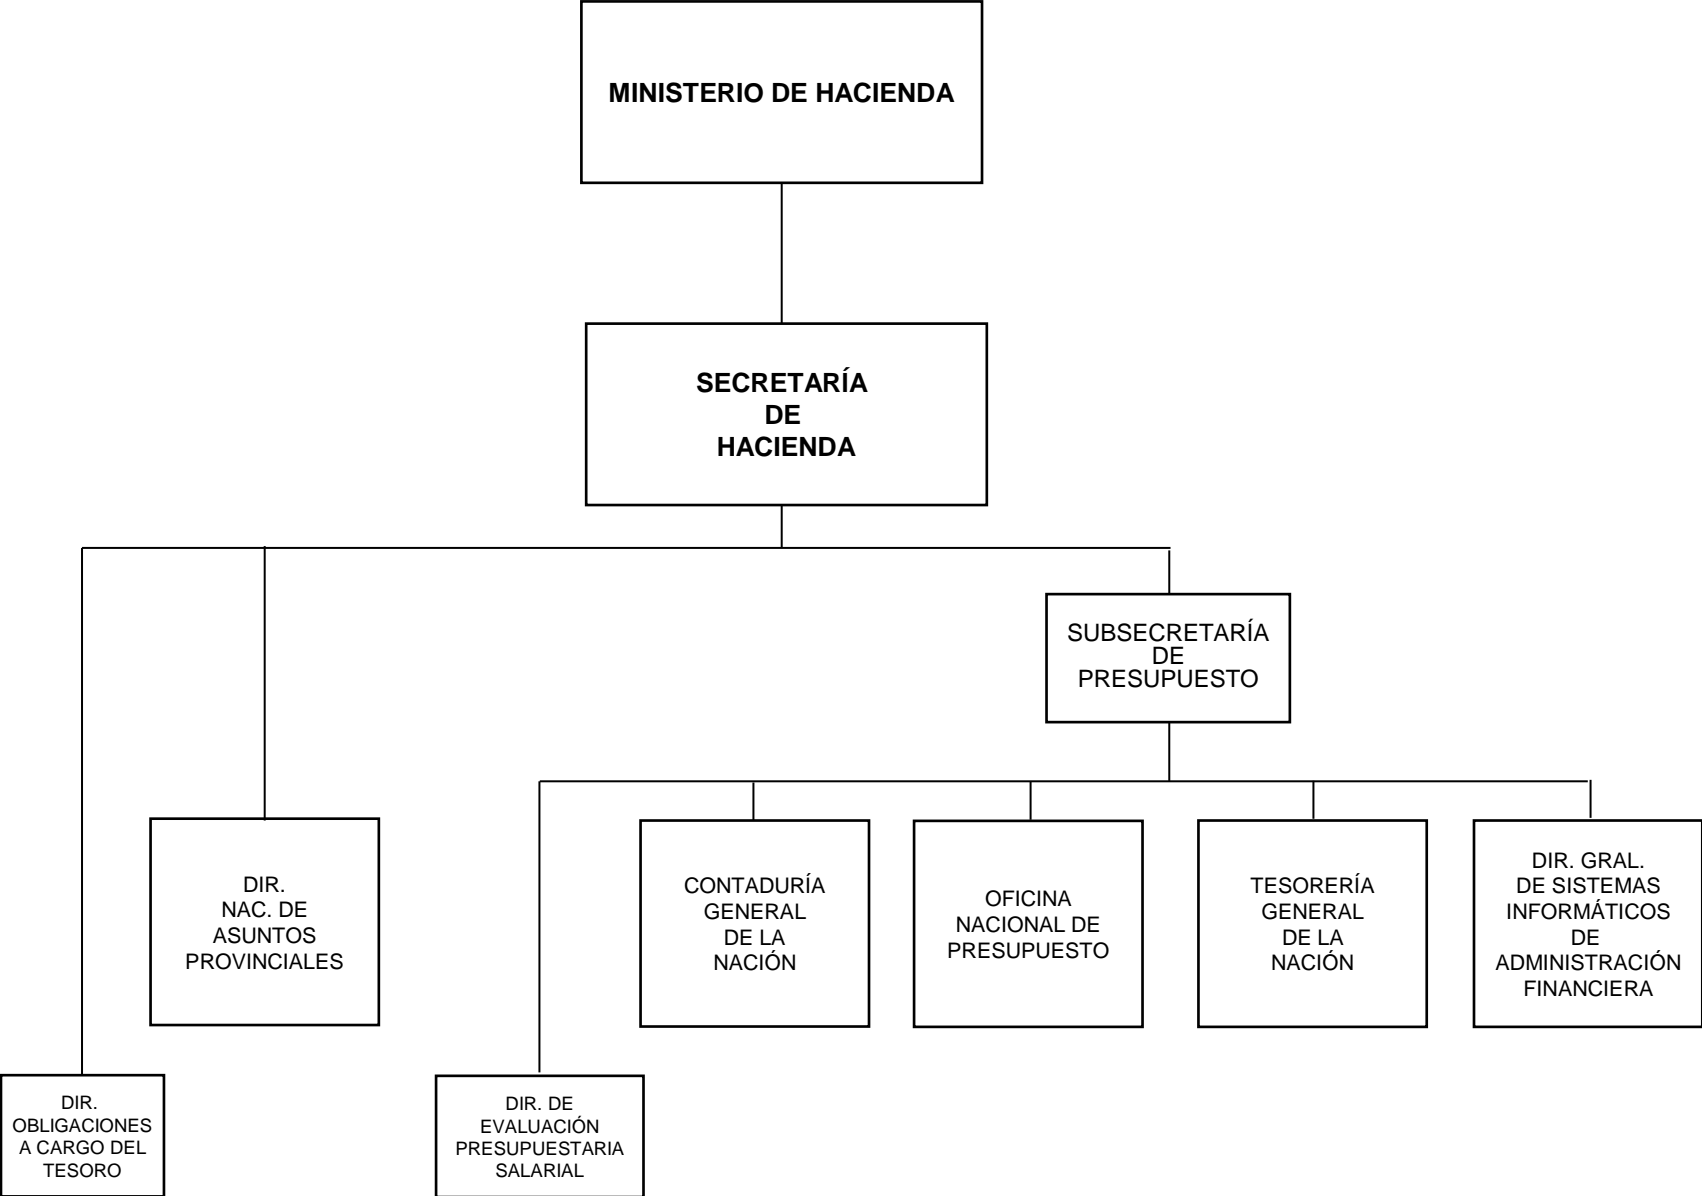 MINISTERIO DE HACIENDA
SECRETARÍA
DE
HACIENDA
SUBSECRETARÍA
DE
PRESUPUESTO
DIR.
NAC. DE
ASUNTOS
PROVINCIALES
CONTADURÍA
GENERAL
DE LA
NACIÓN
OFICINA
NACIONAL DE
PRESUPUESTO
TESORERÍA
GENERAL
DE LA
NACIÓN
DIR. GRAL.
DE SISTEMAS
INFORMÁTICOS
DE
ADMINISTRACIÓN
FINANCIERA
DIR.
OBLIGACIONES
A CARGO DEL
TESORO
DIR. DE
EVALUACIÓN
PRESUPUESTARIA
SALARIAL